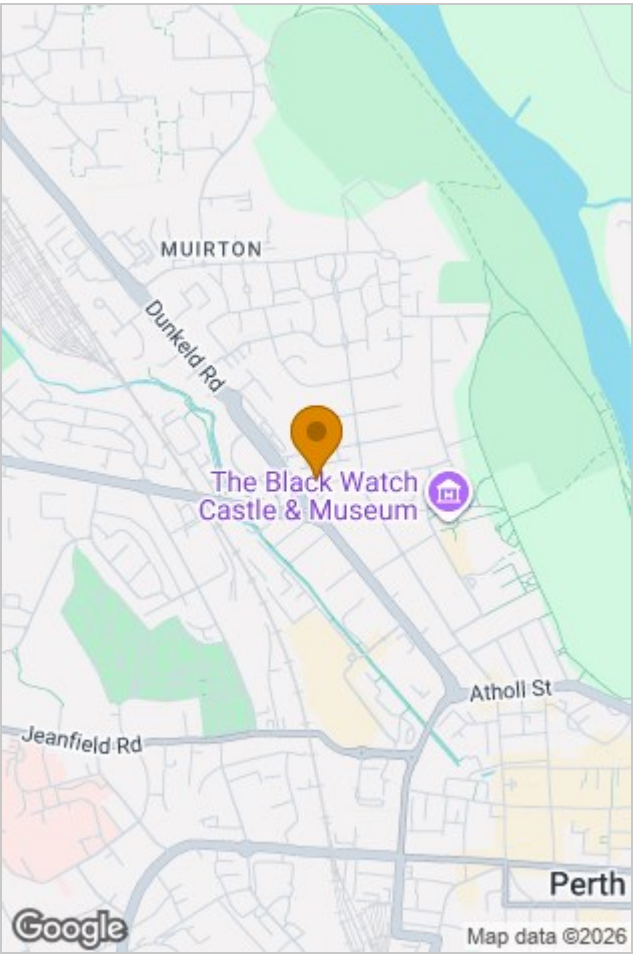 MUIRTON
Dunkeld Rd
The Black Watch
Castle & Museum
Atholl St
Jeanfield Rd
Perth
Google
Map data ©2026